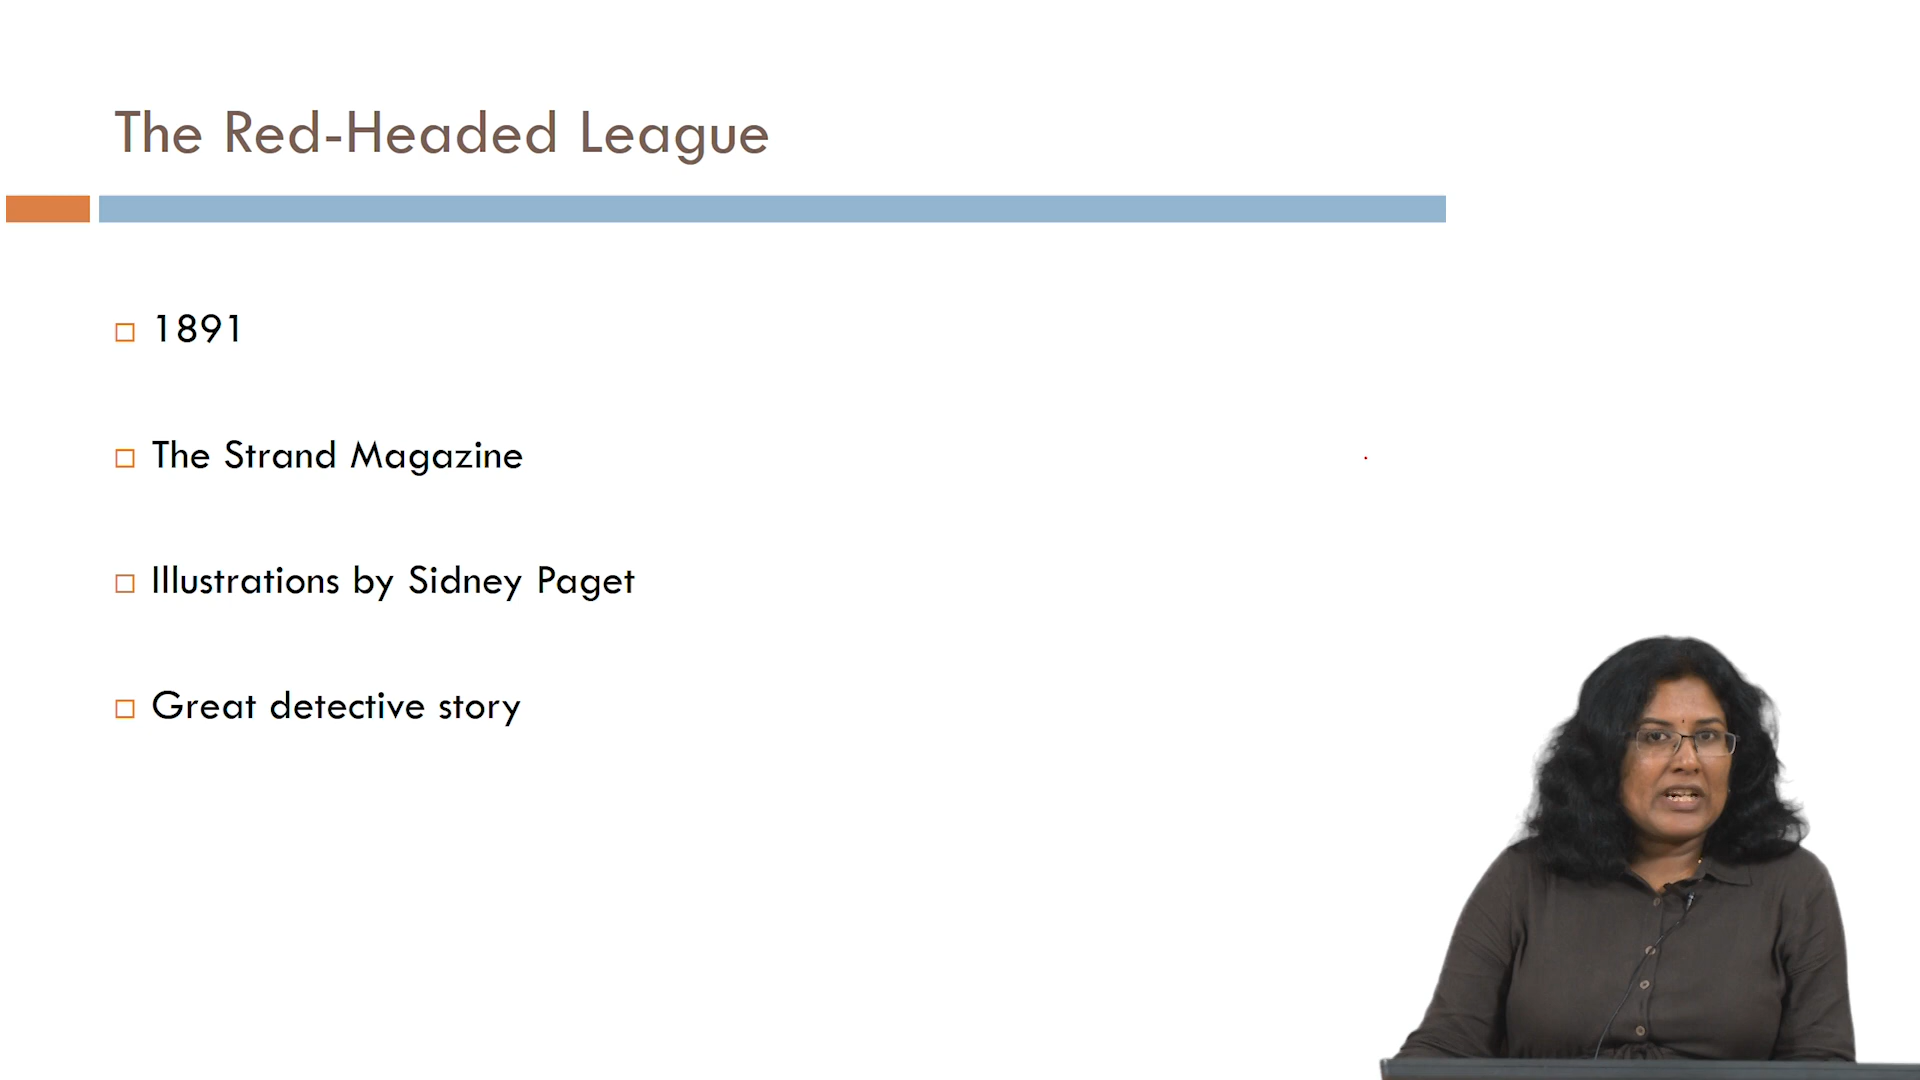 The Red-Headed League
1891
The Strand Magazine
Illustrations by Sidney Paget
Great detective story